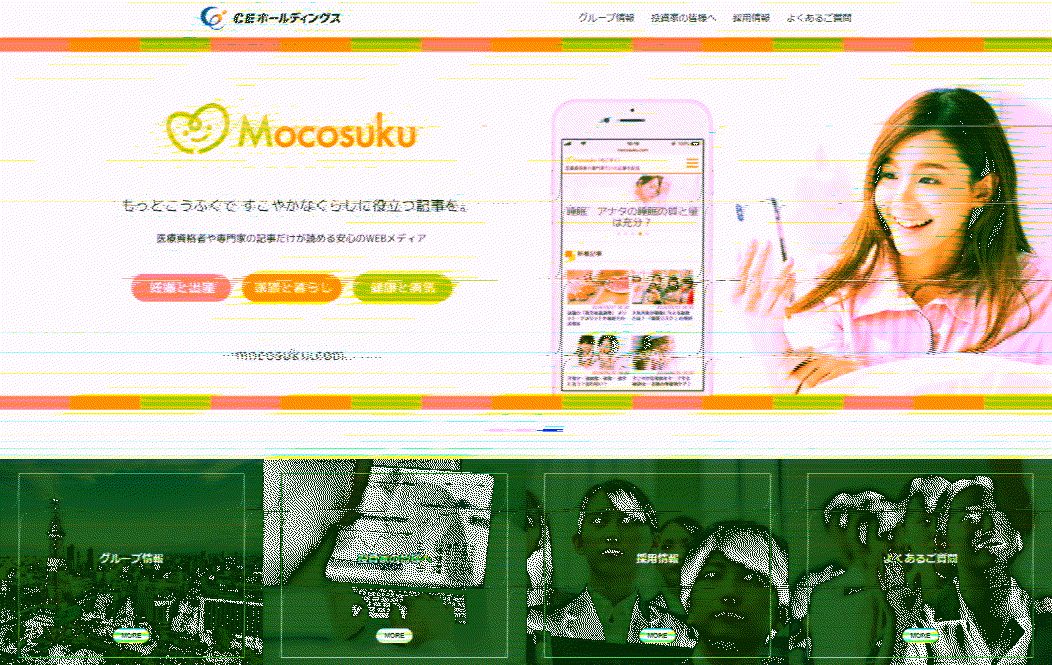 CEホールディングス
グループ情報 投資家の皆様へ 採用情報 よくあるご質問
Mocosuku
もっとこうふくで すこやかなくらしに役立つ記事を。
医療資格者や専門家の記事だけが読める安心のWEBメディア
妊娠と出産 健康と暮らし 健康と病気
mocosuku.com
mocosuku.com
睡眠 アナタの睡眠の質と量
は充分？
新着記事
グループ情報
採用情報
よくあるご質問
MORE
MORE
MORE
MORE